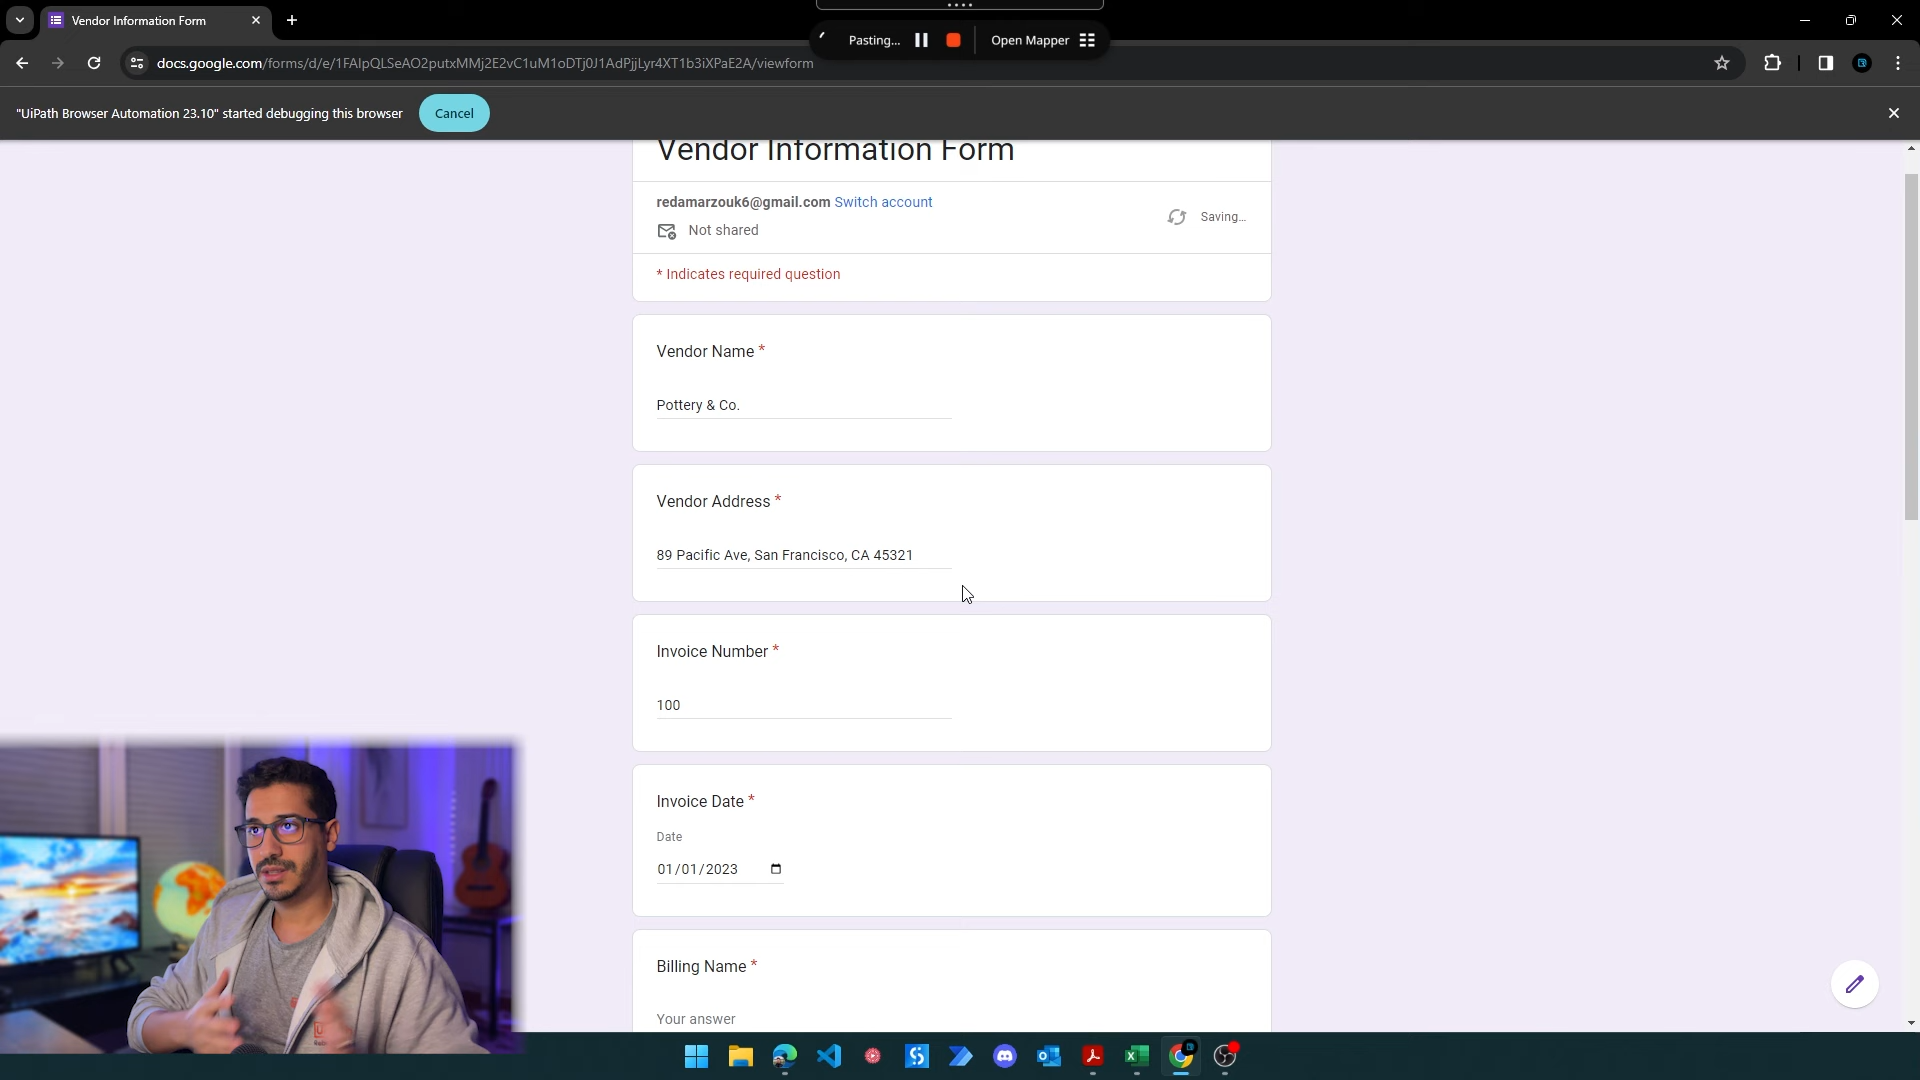 Vendor Information Form
Pasting...
Open Mapper
docs.google.com/forms/d/e/1FAIpQLSeAO2putxMMj2E2vC1uM1oDTj0J1AdPjjLyr4XT1b3iXPaE2A/viewform
"UiPath Browser Automation 23.10" started debugging this browser
Cancel
Vendor Information Form
redamarzouk6@gmail.com Switch account
Saving...
Not shared
* Indicates required question
Vendor Name *
Pottery & Co.
Vendor Address *
89 Pacific Ave, San Francisco, CA 45321
Invoice Number *
100
Invoice Date *
Date
01/01/2023
Billing Name *
Your answer